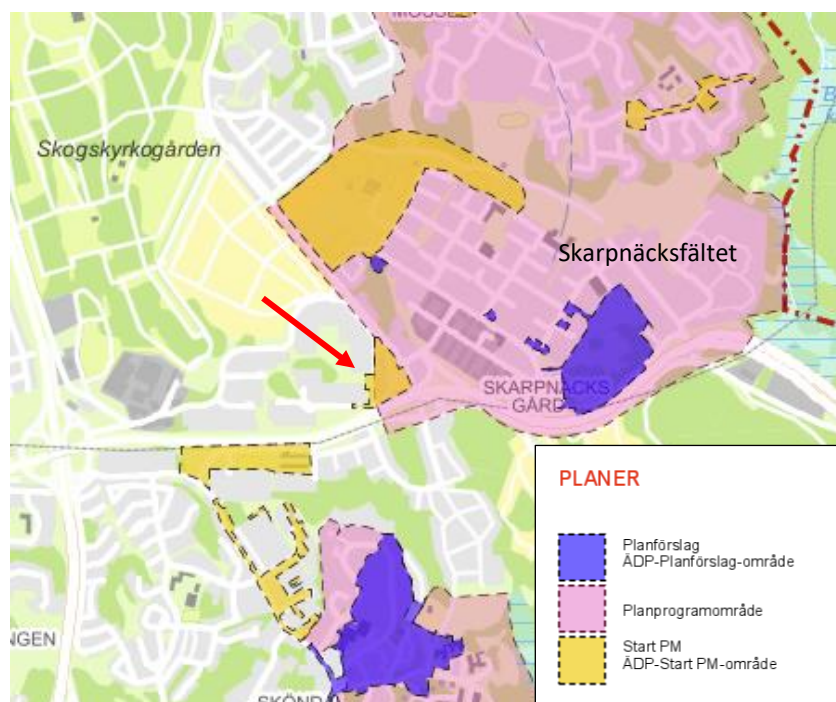 Skogskyrkogården
Skarpnäcksfältet
SKARPNÄCKS
GÅRD
PLANER
Planförslag
ÄDP-Planförslag-område
Planprogramområde
Start PM
ÄDP-Start PM-område
NGEN